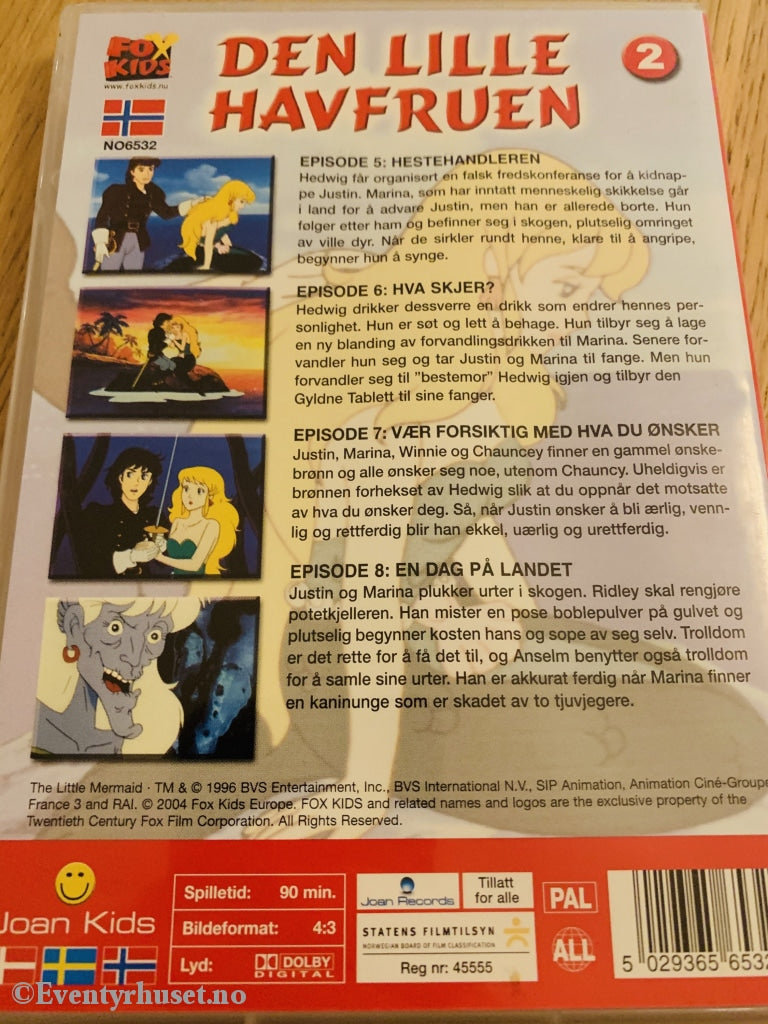 FOX
KIDS
www.foxkids.nu
NO6532
DEN LILLE
HAVFRUEN
2
EPISODE 5: HESTEHANDLEREN
Hedwig får organisert en falsk fredskonferanse for å kidnap-
pe Justin. Marina, som har inntatt menneskelig skikkelse går
i land for å advare Justin, men han er allerede borte. Hun
følger etter ham og befinner seg i skogen, plutselig omringet
av ville dyr. Når de sirkler rundt henne, klare til å angripe,
begynner hun å synge.
EPISODE 6: HVA SKJER?
Hedwig drikker dessverre en drikk som endrer hennes per-
sonlighet. Hun er søt og lett å behage. Hun tilbyr seg å lage
en ny blanding av forvandlingsdrikken til Marina. Senere for-
vandler hun seg og tar Justin og Marina til fange. Men hun
forvandler seg til "bestemor" Hedwig igjen og tilbyr den
Gyldne Tablett til sine fanger.
EPISODE 7: VÆR FORSIKTIG MED HVA DU ØNSKER
Justin, Marina, Winnie og Chauncey finner en gammel ønske-
brønn og alle ønsker seg noe, utenom Chauncy. Uheldigvis er
brønnen forhekset av Hedwig slik at du oppnår det motsatte
av hva du ønsker deg. Så, når Justin ønsker å bli ærlig, venn-
lig og rettferdig blir han ekkel, uærlig og urettferdig.
EPISODE 8: EN DAG PÅ LANDET
Justin og Marina plukker urter i skogen. Ridley skal rengjøre
potetkjelleren. Han mister en pose boblepulver på gulvet og
plutselig begynner kosten hans og sope av seg selv. Trolldom
er det rette for å få det til, og Anselm benytter også trolldom
for å samle sine urter. Han er akkurat ferdig når Marina finner
en kaninunge som er skadet av to tjuvjegere.
The Little Mermaid · TM & © 1996 BVS Entertainment, Inc., BVS International N.V., SIP Animation, Animation Ciné-Groupe
France 3 and RAI. © 2004 Fox Kids Europe. FOX KIDS and related names and logos are the exclusive property of the
Twentieth Century Fox Film Corporation. All Rights Reserved.
Joan Kids
Spilletid: 90 min.
Bildeformat: 4:3
Lyd: DOLBY
DIGITAL
Joan Records
Tillatt
for alle
STATENS FILMTILSYN
NORWEGIAN BOARD OF FILM CLASSIFICATION
Reg nr: 45555
PAL
ALL
5 029365 6532
©Eventyrhuset.no